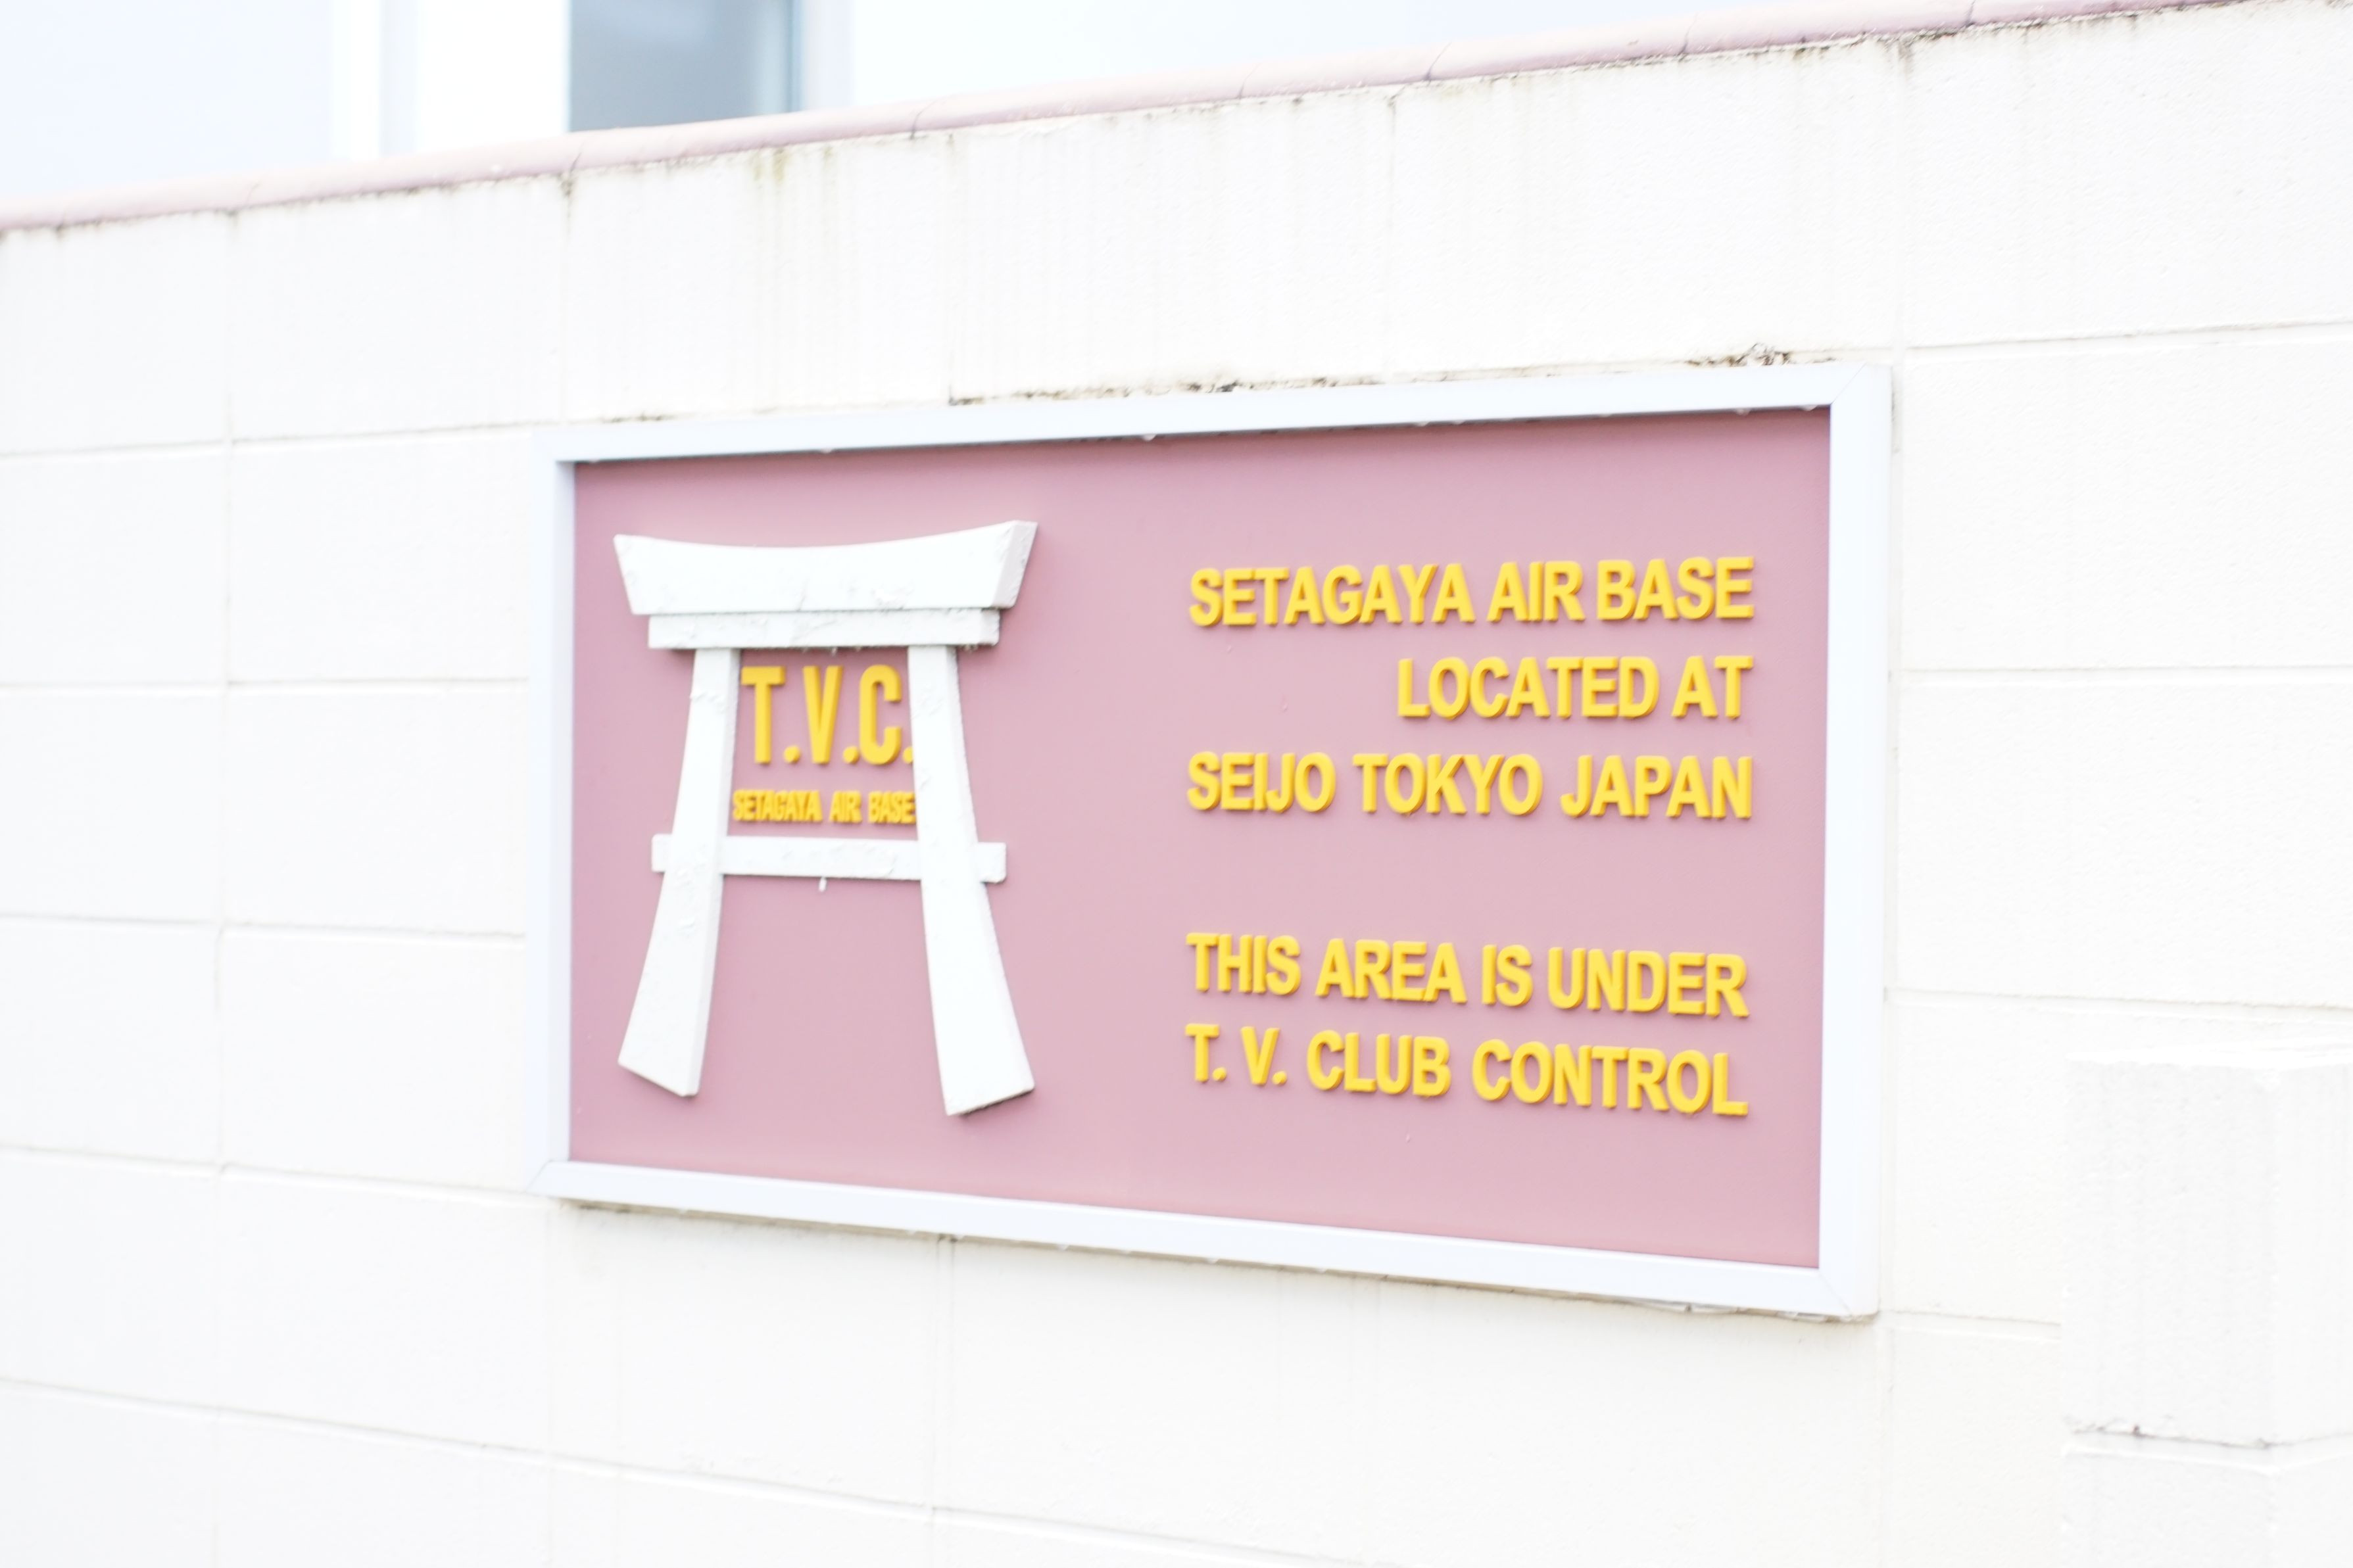 T.V.C.
SETAGAYA AIR BASE
SETAGAYA AIR BASE
LOCATED AT
SEIJO TOKYO JAPAN
THIS AREA IS UNDER
T. V. CLUB CONTROL